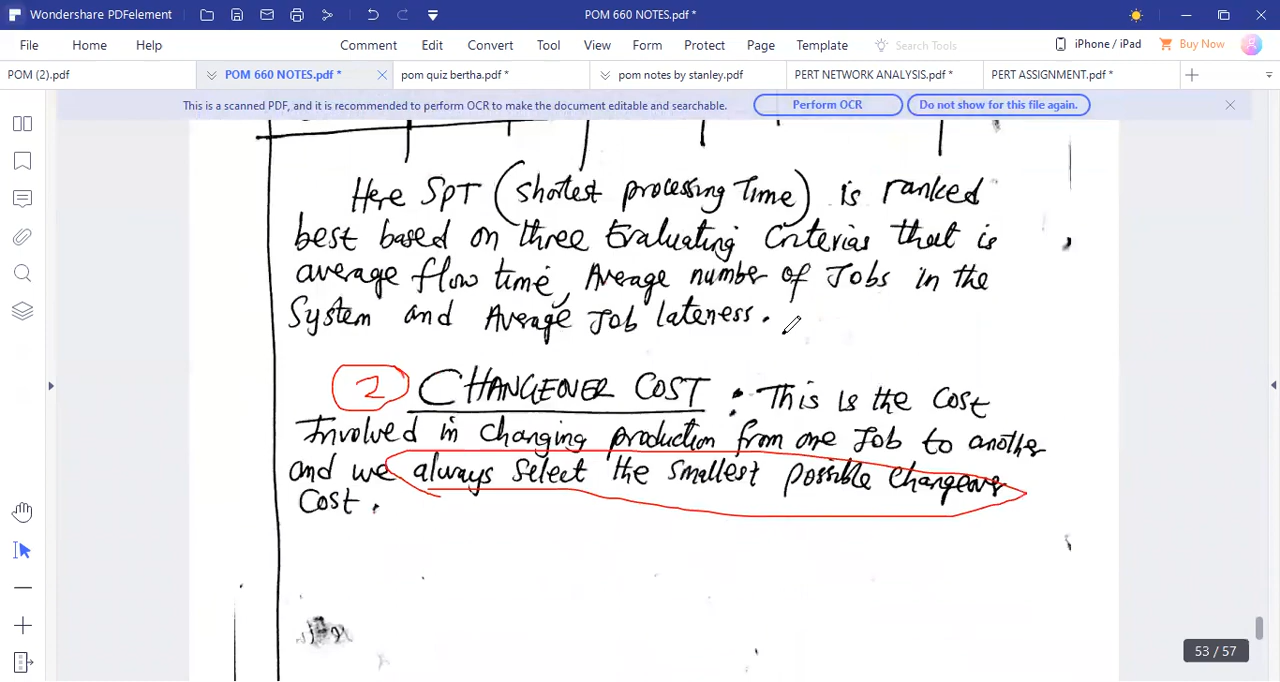 Wondershare PDFelement
POM 660 NOTES.pdf *
File Home Help Comment Edit Convert Tool View Form Protect Page Template Search Tools iPhone / iPad Buy Now
POM (2).pdf POM 660 NOTES.pdf * pom quiz bertha.pdf * pom notes by stanley.pdf PERT NETWORK ANALYSIS.pdf * PERT ASSIGNMENT.pdf *
This is a scanned PDF, and it is recommended to perform OCR to make the document editable and searchable. Perform OCR Do not show for this file again.
Here SPT (shortest processing Time) is ranked
best based on three Evaluating Criterias that is
average flow time, Average number of Jobs in the
System and Average Job lateness.
2 CHANGEOVER COST : This is the Cost
Involved in changing production from one Job to another
and we always select the smallest possible Changeover
Cost.
53 / 57